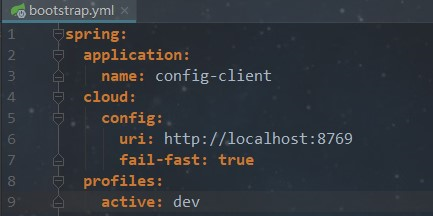 bootstrap.yml ×
1 spring:
2   application:
3     name: config-client
4   cloud:
5     config:
6       uri: http://localhost:8769
7       fail-fast: true
8   profiles:
9     active: dev